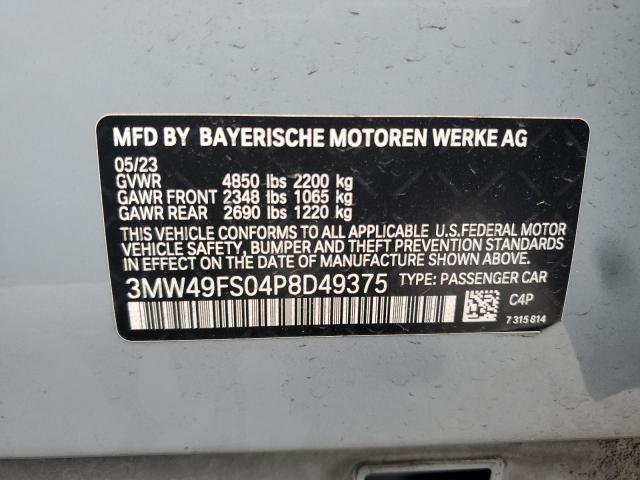 MFD BY BAYERISCHE MOTOREN WERKE AG
05/23
GVWR 4850 lbs 2200 kg
GAWR FRONT 2348 lbs 1065 kg
GAWR REAR 2690 lbs 1220 kg
THIS VEHICLE CONFORMS TO ALL APPLICABLE U.S.FEDERAL MOTOR
VEHICLE SAFETY, BUMPER AND THEFT PREVENTION
STANDARDS IN EFFECT ON THE DATE OF MANUFACTURE SHOWN ABOVE.
3MW49FS04P8D49375 TYPE: PASSENGER CAR
C4P
7 315 814